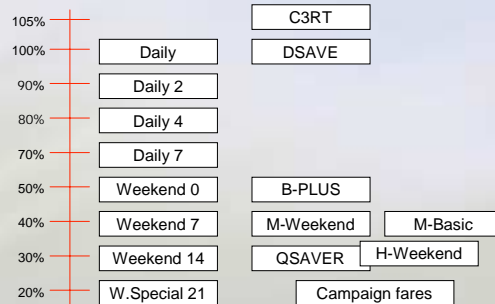 105% C3RT
100% Daily DSAVE
90% Daily 2
80% Daily 4
70% Daily 7
50% Weekend 0 B-PLUS
40% Weekend 7 M-Weekend M-Basic
30% Weekend 14 QSAVER H-Weekend
20% W.Special 21 Campaign fares